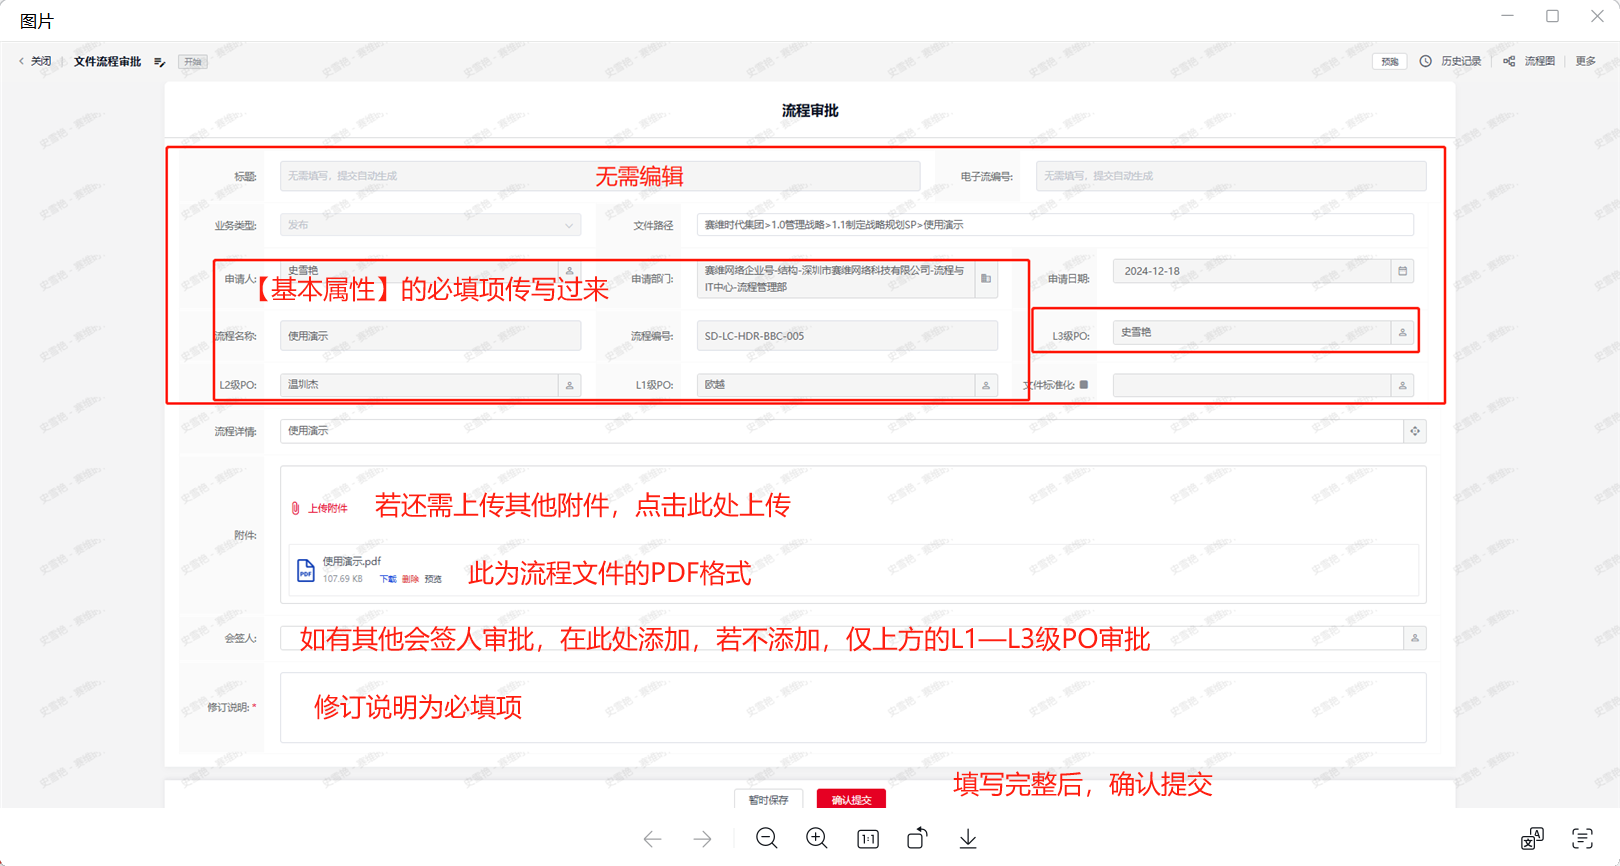 图片
关闭
文件流程审批
开始
预览
历史记录
流程图
更多
流程审批
标题:
无需填写，提交自动生成
无需编辑
电子流编号:
无需填写，提交自动生成
业务类型:
发布
文件路径
赛维时代集团>1.0管理战略>1.1制定战略规划SP>使用演示
申请人:
史雪艳
【基本属性】的必填项传写过来
申请部门:
赛维网络企业号-结构-深圳市赛维网络科技有限公司-流程与
IT中心-流程管理部
申请日期:
2024-12-18
流程名称:
使用演示
流程编号:
SD-LC-HDR-BBC-005
L3级PO:
史雪艳
L2级PO:
温圳杰
L1级PO:
欧越
文件标准化:
流程详情:
使用演示
附件:
上传附件
若还需上传其他附件，点击此处上传
使用演示.pdf
107.69 KB 下载 删除 预览
此为流程文件的PDF格式
会签人:
如有其他会签人审批，在此处添加，若不添加，仅上方的L1—L3级PO审批
修订说明: *
修订说明为必填项
暂时保存
确认提交
填写完整后，确认提交